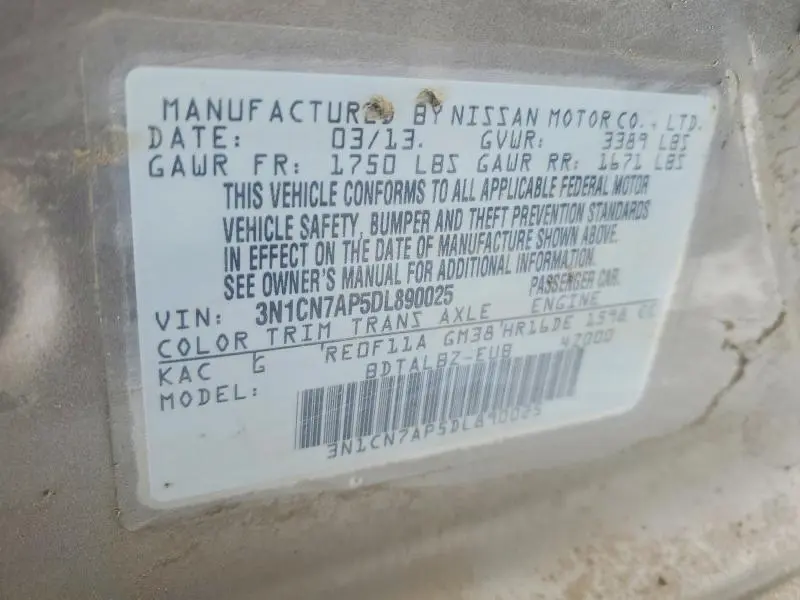 MANUFACTURED BY NISSAN MOTOR CO., LTD.
DATE: 03/13. GVWR: 3389 LBS
GAWR FR: 1750 LBS GAWR RR: 1671 LBS
THIS VEHICLE CONFORMS TO ALL APPLICABLE FEDERAL MOTOR
VEHICLE SAFETY, BUMPER AND THEFT PREVENTION STANDARDS
IN EFFECT ON THE DATE OF MANUFACTURE SHOWN ABOVE.
SEE OWNER'S MANUAL FOR ADDITIONAL INFORMATION.
VIN: 3N1CN7AP5DL890025 PASSENGER CAR.
COLOR TRIM TRANS AXLE ENGINE
KAC G RE0F11A GM38 HR16DE 1598 CC
MODEL: BDTALBZ-EUB 47000
3N1CN7AP5DL890025